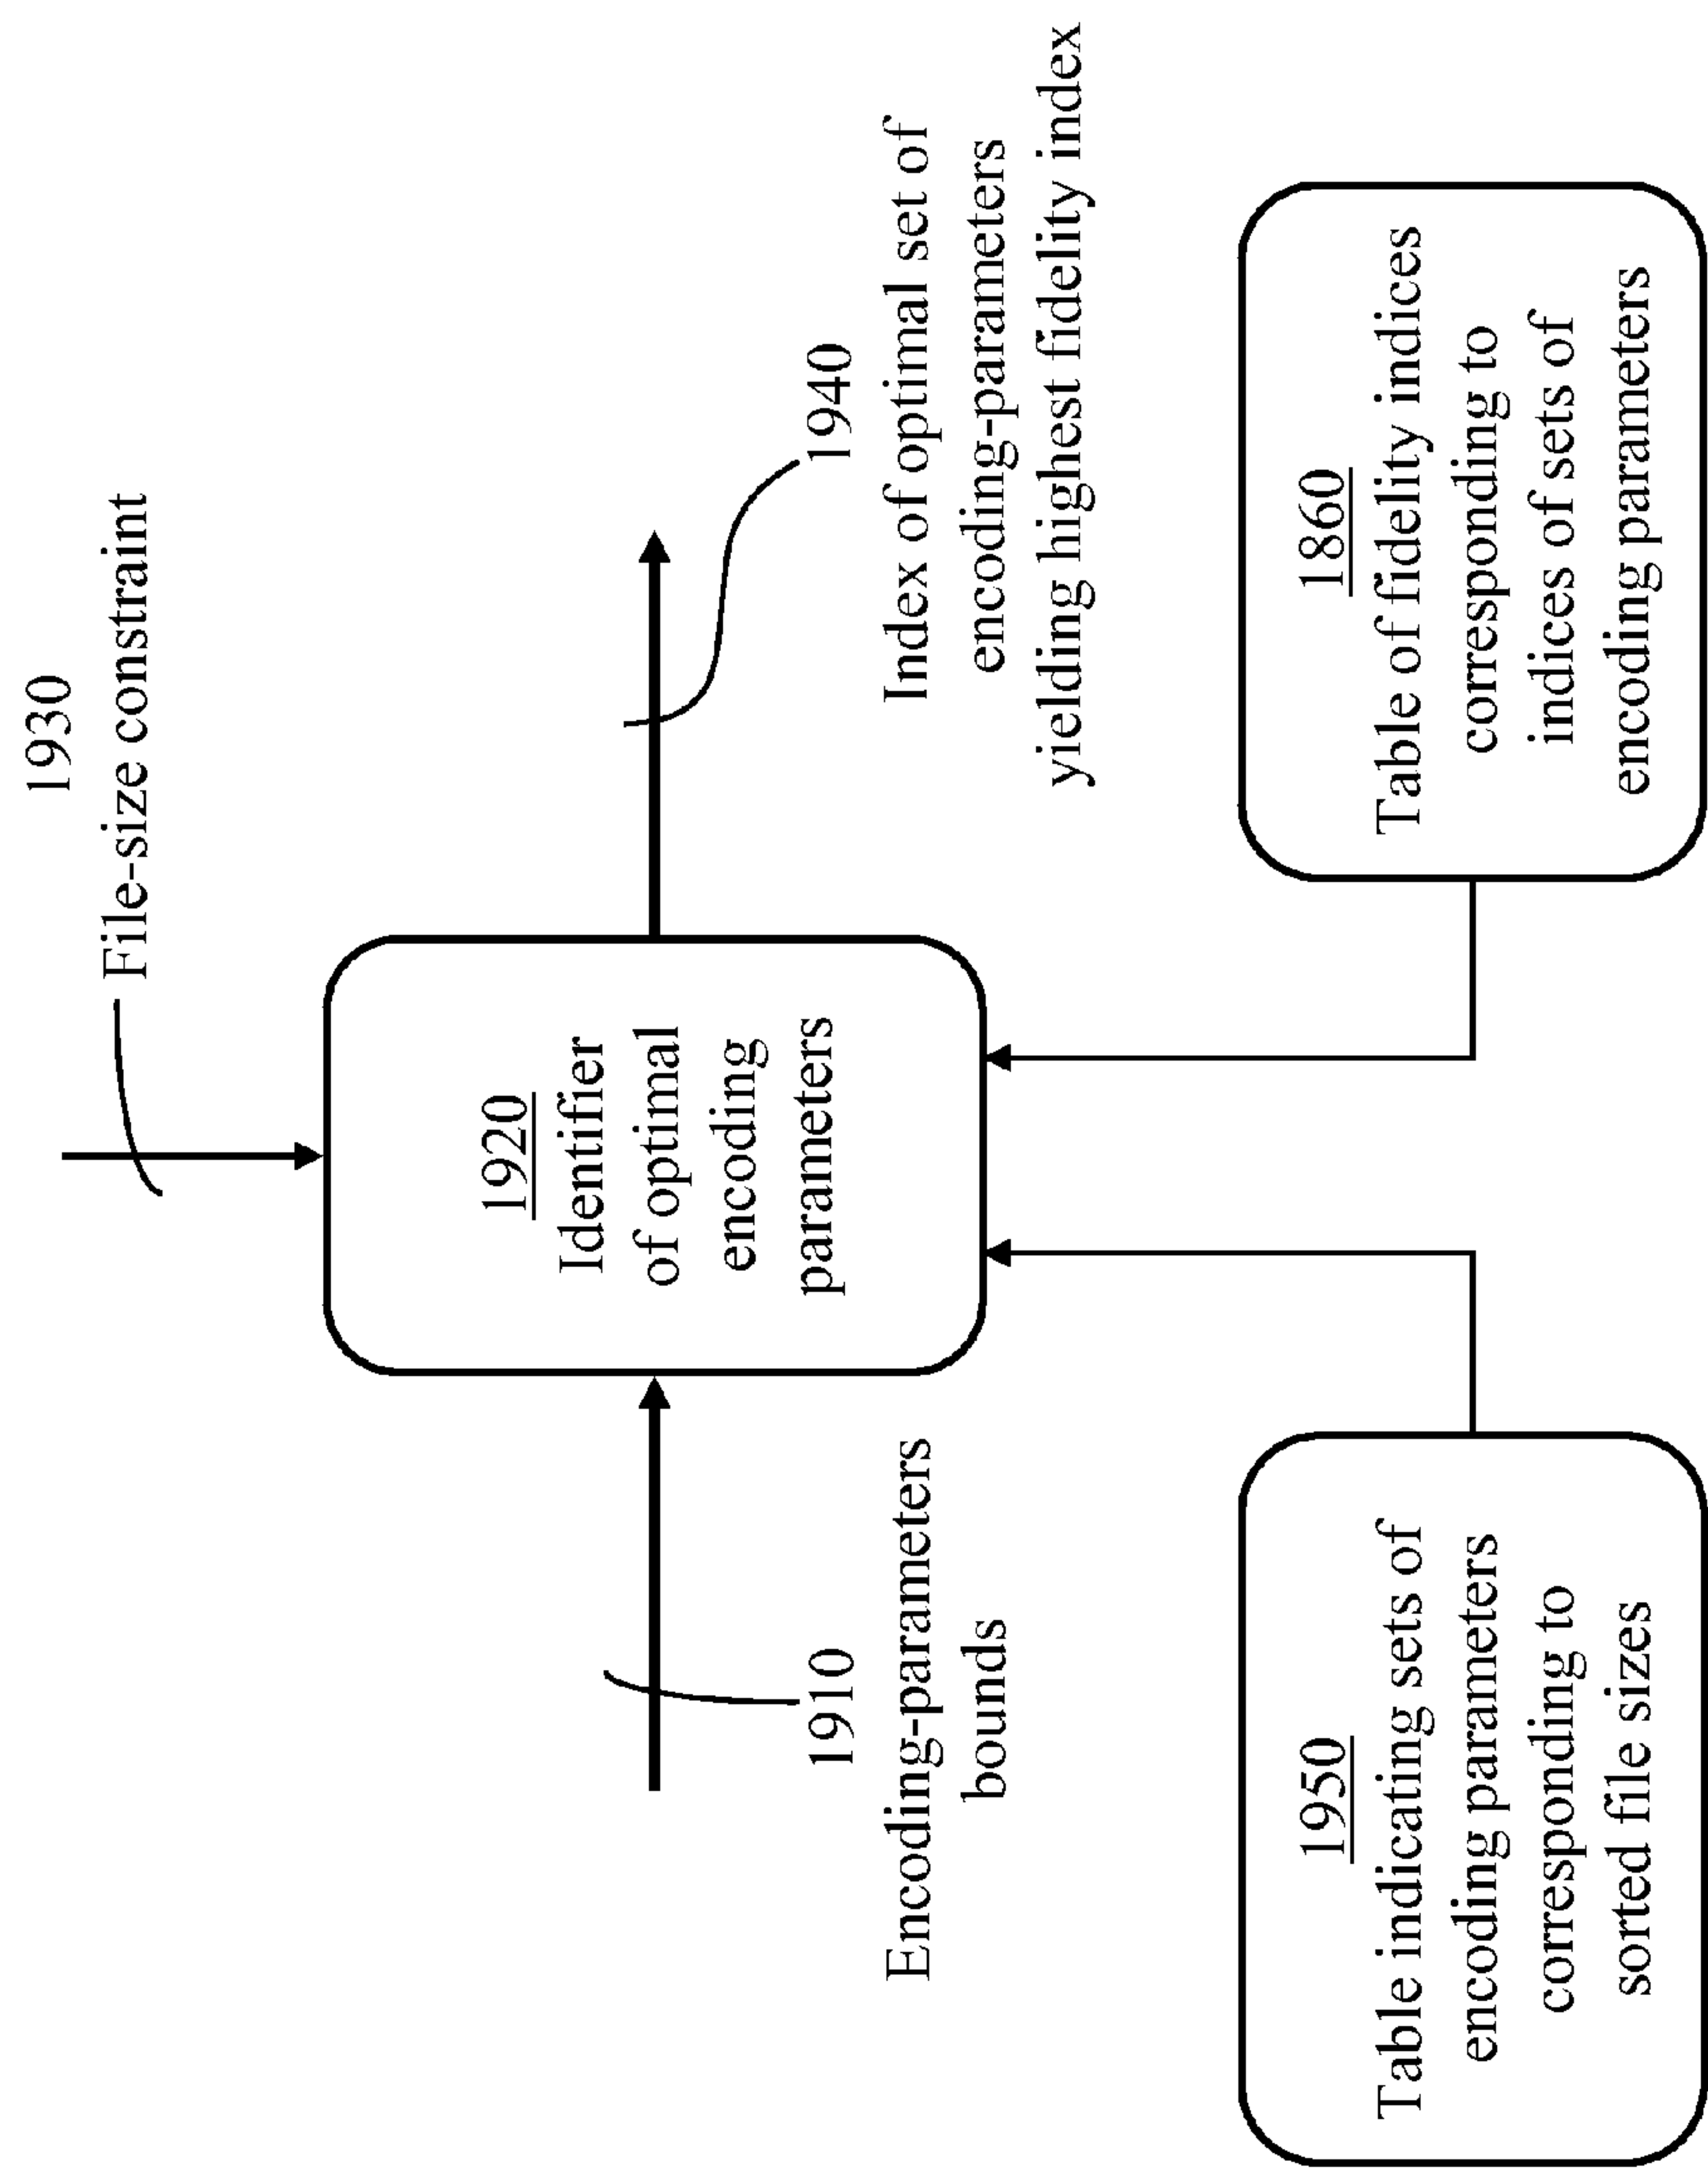 1930
File-size constraint
1920
Identifier
of optimal
encoding
parameters
1910
Encoding-parameters
bounds
1940
Index of optimal set of
encoding-parameters
yielding highest fidelity index
1950
Table indicating sets of
encoding parameters
corresponding to
sorted file sizes
1860
Table of fidelity indices
corresponding to
indices of sets of
encoding parameters